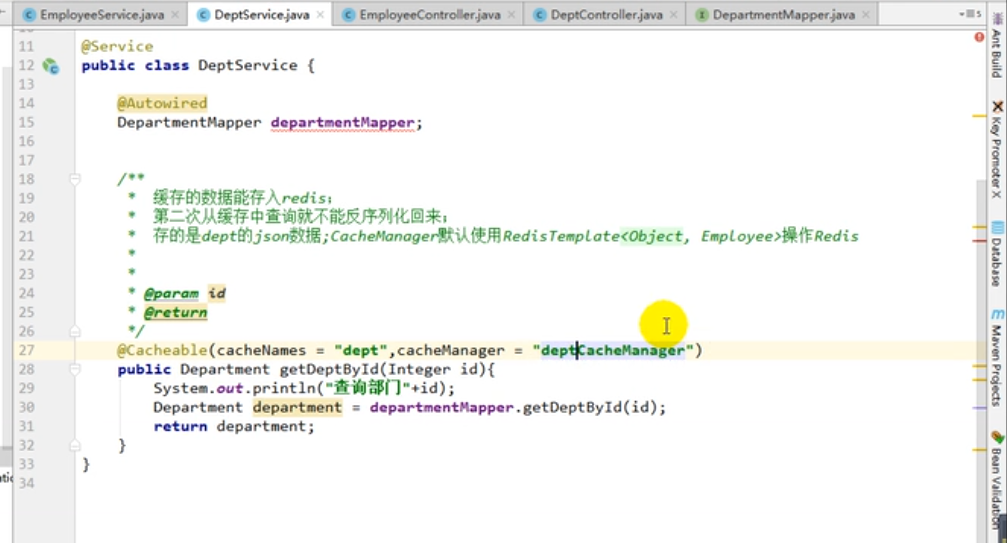 EmployeeService.java
DeptService.java
EmployeeController.java
DeptController.java
DepartmentMapper.java
11 @Service
12 public class DeptService {
13
14 @Autowired
15 DepartmentMapper departmentMapper;
16
17
18 /**
19 * 缓存的数据能存入redis;
20 * 第二次从缓存中查询就不能反序列化回来;
21 * 存的是dept的json数据;CacheManager默认使用RedisTemplate<Object, Employee>操作Redis
22 *
23 *
24 * @param id
25 * @return
26 */
27 @Cacheable(cacheNames = "dept",cacheManager = "deptCacheManager")
28 public Department getDeptById(Integer id){
29 System.out.println("查询部门"+id);
30 Department department = departmentMapper.getDeptById(id);
31 return department;
32 }
33 }
34
Ant Build
Key Promoter X
Database
Maven Projects
Bean Validation